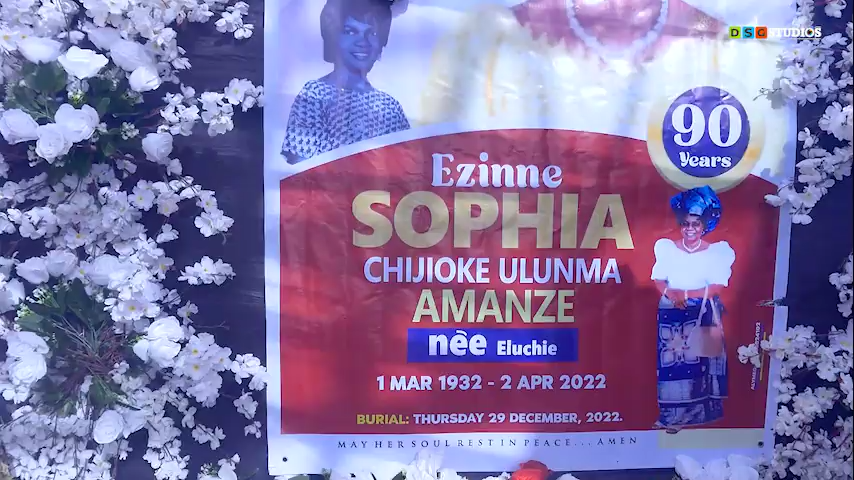 DSG STUDIOS
90
Years
Ezinne
SOPHIA
CHIJIOKE ULUNMA
AMANZE
nèe Eluchie
1 MAR 1932 - 2 APR 2022
BURIAL: THURSDAY 29 DECEMBER, 2022.
MAY HER SOUL REST IN PEACE... AMEN